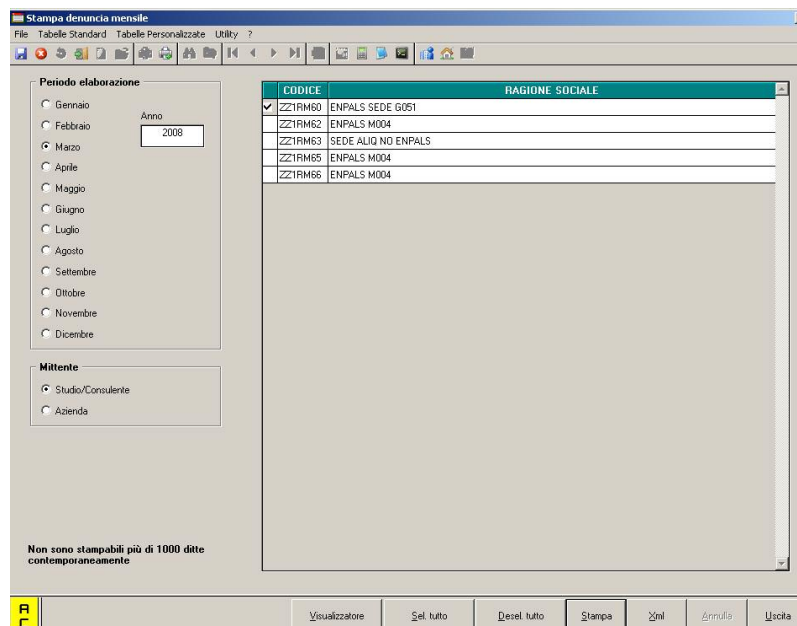 Stampa denuncia mensile
File Tabelle Standard Tabelle Personalizzate Utility ?
Periodo elaborazione
Gennaio
Febbraio
Marzo
Aprile
Maggio
Giugno
Luglio
Agosto
Settembre
Ottobre
Novembre
Dicembre
Anno
2008
Mittente
Studio/Consulente
Azienda
Non sono stampabili più di 1000 ditte
contemporaneamente
CODICE RAGIONE SOCIALE
ZZ1RM60 ENPALS SEDE G051
ZZ1RM62 ENPALS M004
ZZ1RM63 SEDE ALIQ NO ENPALS
ZZ1RM65 ENPALS M004
ZZ1RM66 ENPALS M004
Visualizzatore Sel. tutto Desel. tutto Stampa Xml Annulla Uscita